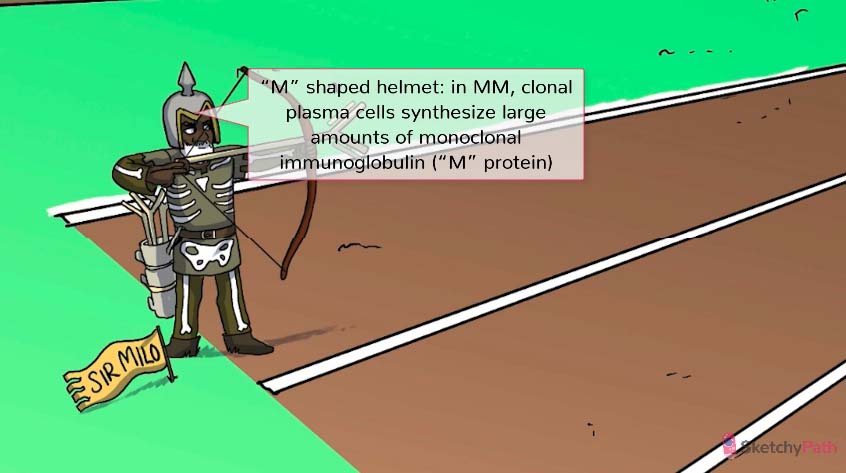 “M” shaped helmet: in MM, clonal
plasma cells synthesize large
amounts of monoclonal
immunoglobulin (“M” protein)
SIR MILO
SketchyPath